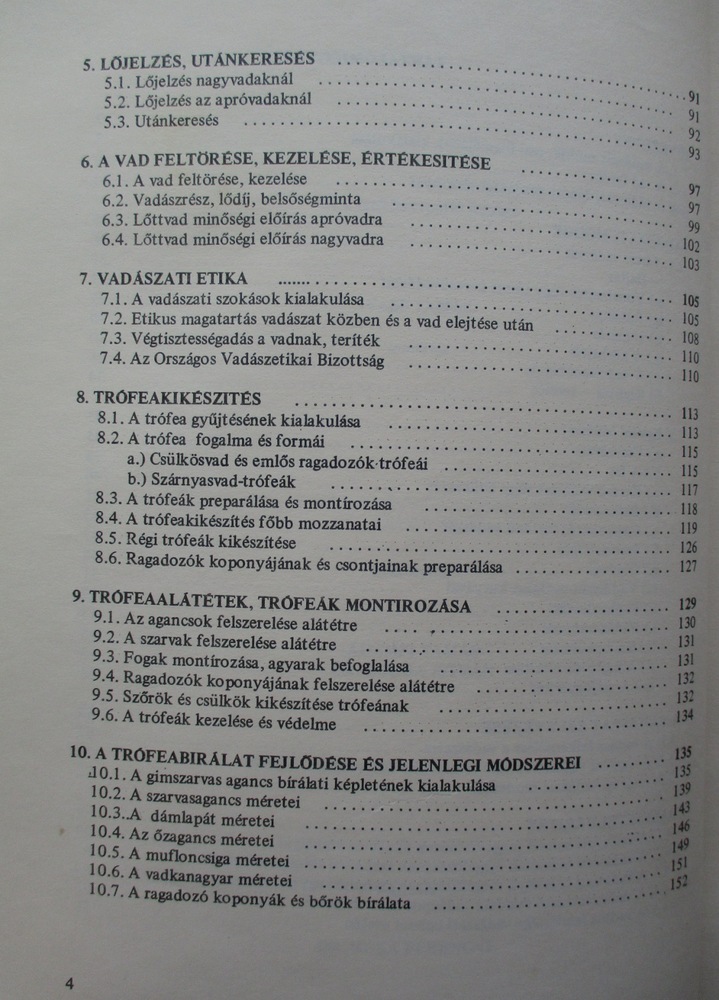 5. LŐJELZÉS, UTÁNKERESÉS .................... 91
5.1. Lőjelzés nagyvadaknál .................... 91
5.2. Lőjelzés az apróvadaknál .................... 92
5.3. Utánkeresés .................... 93
6. A VAD FELTÖRÉSE, KEZELÉSE, ÉRTÉKESITÉSE .................... 97
6.1. A vad feltörése, kezelése .................... 97
6.2. Vadászrész, lődíj, belsőségminta .................... 99
6.3. Lőttvad minőségi előírás apróvadra .................... 102
6.4. Lőttvad minőségi előírás nagyvadra .................... 103
7. VADÁSZATI ETIKA .................... 105
7.1. A vadászati szokások kialakulása .................... 105
7.2. Etikus magatartás vadászat közben és a vad elejtése után .................... 108
7.3. Végtisztességadás a vadnak, teríték .................... 110
7.4. Az Országos Vadászetikai Bizottság .................... 110
8. TRÓFEAKIKÉSZITÉS .................... 113
8.1. A trófea gyűjtésének kialakulása .................... 113
8.2. A trófea fogalma és formái .................... 115
a.) Csülkösvad és emlős ragadozók trófeái .................... 115
b.) Szárnyasvad-trófeák .................... 117
8.3. A trófeák preparálása és montírozása .................... 118
8.4. A trófeakikészítés főbb mozzanatai .................... 119
8.5. Régi trófeák kikészítése .................... 126
8.6. Ragadozók koponyájának és csontjainak preparálása .................... 127
9. TRÓFEAALÁTÉTEK, TRÓFEÁK MONTIROZÁSA .................... 129
9.1. Az agancsok felszerelése alátétre .................... 130
9.2. A szarvak felszerelése alátétre .................... 131
9.3. Fogak montírozása, agyarak befoglalása .................... 131
9.4. Ragadozók koponyájának felszerelése alátétre .................... 132
9.5. Szőrök és csülkök kikészítése trófeának .................... 132
9.6. A trófeák kezelése és védelme .................... 134
10. A TRÓFEABIRÁLAT FEJLŐDÉSE ÉS JELENLEGI MÓDSZEREI .................... 135
10.1. A gimszarvas agancs bírálati képletének kialakulása .................... 135
10.2. A szarvasagancs méretei .................... 139
10.3. A dámlapát méretei .................... 143
10.4. Az őzagancs méretei .................... 146
10.5. A mufloncsiga méretei .................... 149
10.6. A vadkanagyar méretei .................... 151
10.7. A ragadozó koponyák és bőrök bírálata .................... 152
4